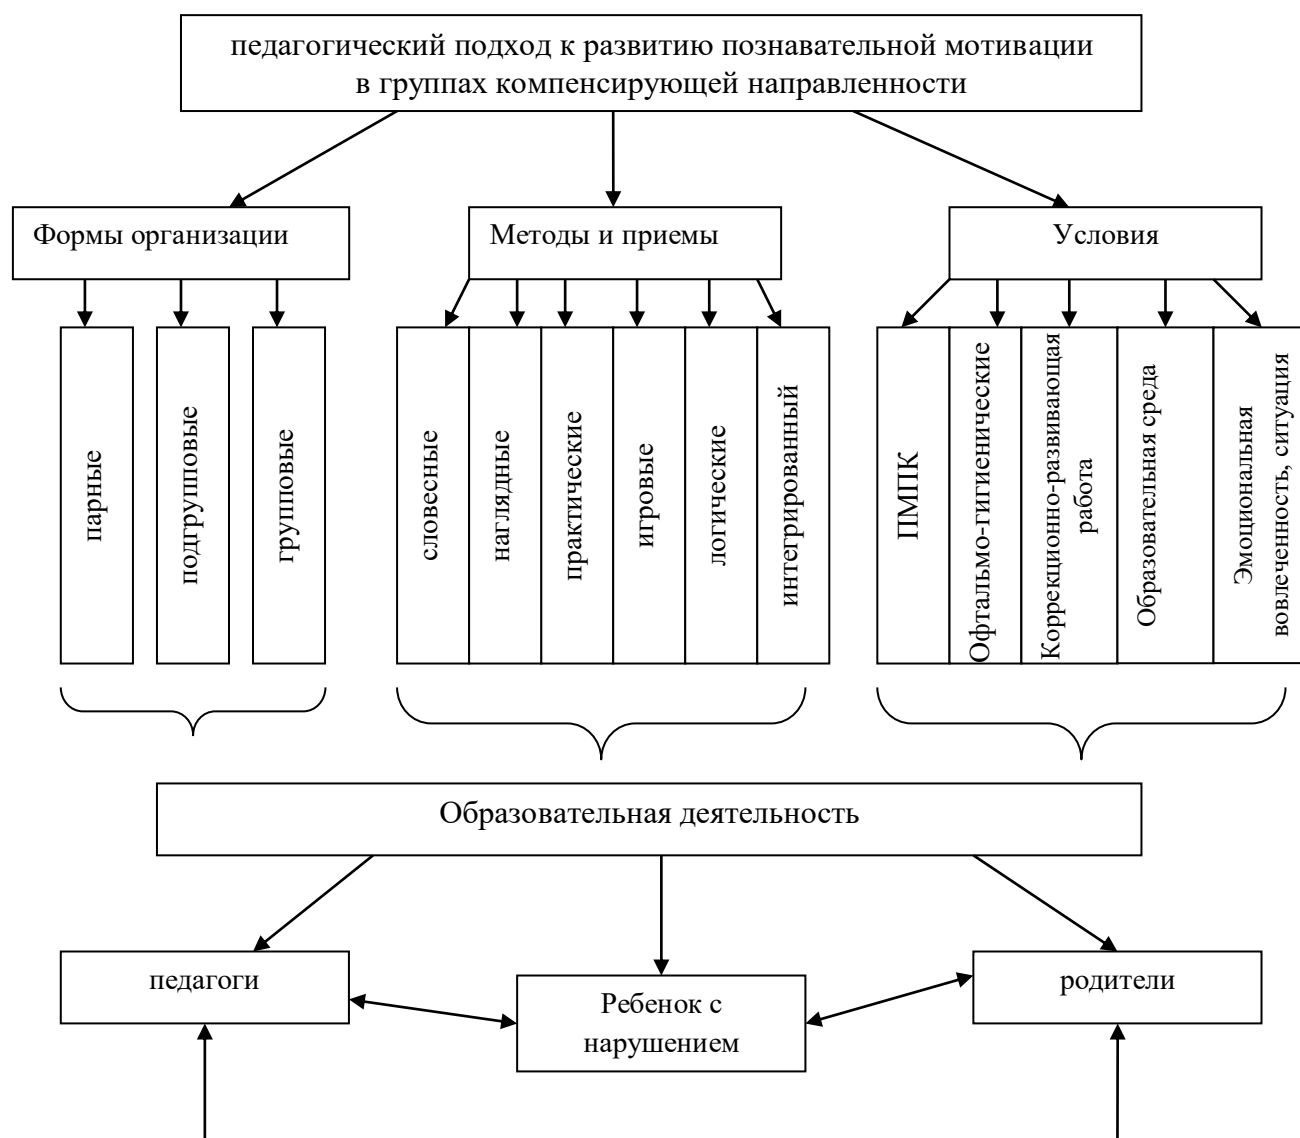 педагогический подход к развитию познавательной мотивации
в группах компенсирующей направленности
Формы организации
Методы и приемы
Условия
парные
подгрупповые
групповые
словесные
наглядные
практические
игровые
логические
интегрированный
ПМПК
Офтальмо-гигиенические
Коррекционно-развивающая
работа
Образовательная среда
Эмоциональная
вовлеченность, ситуация
Образовательная деятельность
педагоги
Ребенок с
нарушением
родители